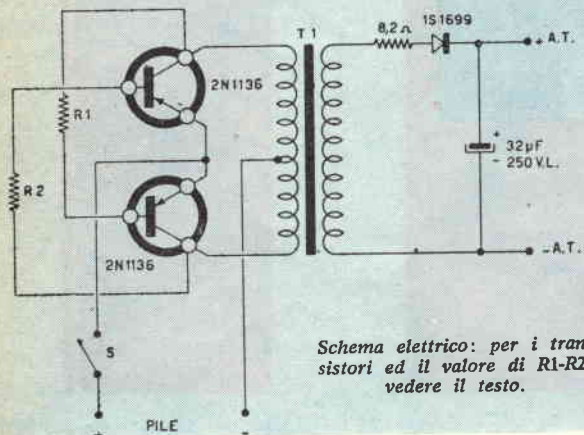 T1
8,2 Ω
1S1699
+ A.T.
2N1136
R1
R2
+
32µF
- 250 V.L.
2N1136
- A.T.
S
Schema elettrico: per i tran-
sistori ed il valore di R1-R2
vedere il testo.
PILE
+
-